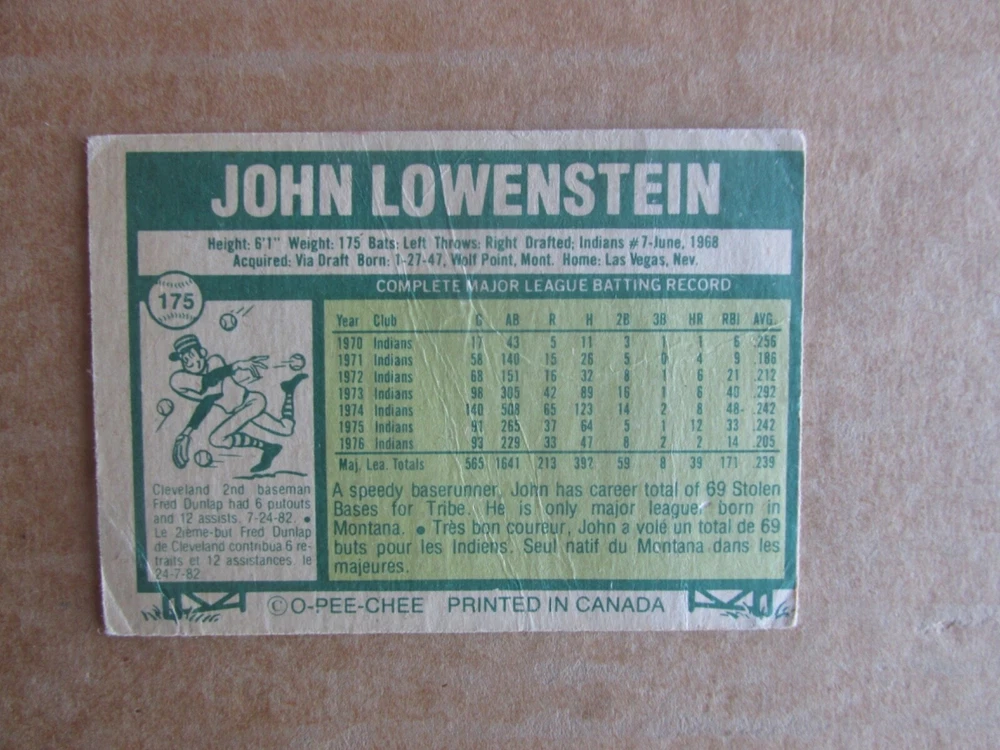 JOHN LOWENSTEIN
Height: 6'1" Weight: 175 Bats: Left Throws: Right Drafted: Indians #7-June, 1968
Acquired: Via Draft Born: 1-27-47, Wolf Point, Mont. Home: Las Vegas, Nev.
175
COMPLETE MAJOR LEAGUE BATTING RECORD
Year Club G AB R H 2B 3B HR RBI AVG.
1970 Indians 17 43 5 11 3 1 1 6 .256
1971 Indians 58 140 15 26 5 0 4 9 .186
1972 Indians 68 151 16 32 8 1 6 21 .212
1973 Indians 98 305 42 89 16 1 6 40 .292
1974 Indians 140 508 65 123 14 2 8 48 .242
1975 Indians 91 265 37 64 5 1 12 33 .242
1976 Indians 93 229 33 47 8 2 2 14 .205
Maj. Lea. Totals 565 1641 213 392 59 8 39 171 .239
Cleveland 2nd baseman
Fred Dunlap had 6 putouts
and 12 assists, 7-24-82. •
Le 2ième-but Fred Dunlap
de Cleveland contribua 6 re-
traits et 12 assistances, le
24-7-82.
A speedy baserunner, John has career total of 69 Stolen
Bases for Tribe. He is only major leaguer born in
Montana. • Très bon coureur, John a volé un total de 69
buts pour les Indiens. Seul natif du Montana dans les
majeures.
© O-PEE-CHEE PRINTED IN CANADA